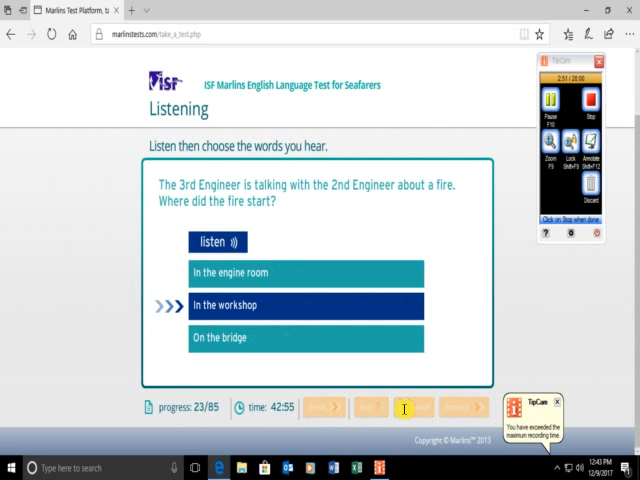 Marlins Test Platform, ta
marlinstests.com/take_a_test.php
ISF
ISF Marlins English Language Test for Seafarers
Listening
Listen then choose the words you hear.
The 3rd Engineer is talking with the 2nd Engineer about a fire.
Where did the fire start?
listen
In the engine room
In the workshop
On the bridge
progress: 23/85
time: 42:55
Copyright © Marlins™ 2013
TipCam
2:51 / 20:00
Pause
F10
Stop
Zoom
F9
Lock
Shift+F9
Annotate
Shift+F12
Discard
Click on Stop when done
TipCam
You have exceeded the
maximum recording time.
Type here to search
12:43 PM
12/9/2017